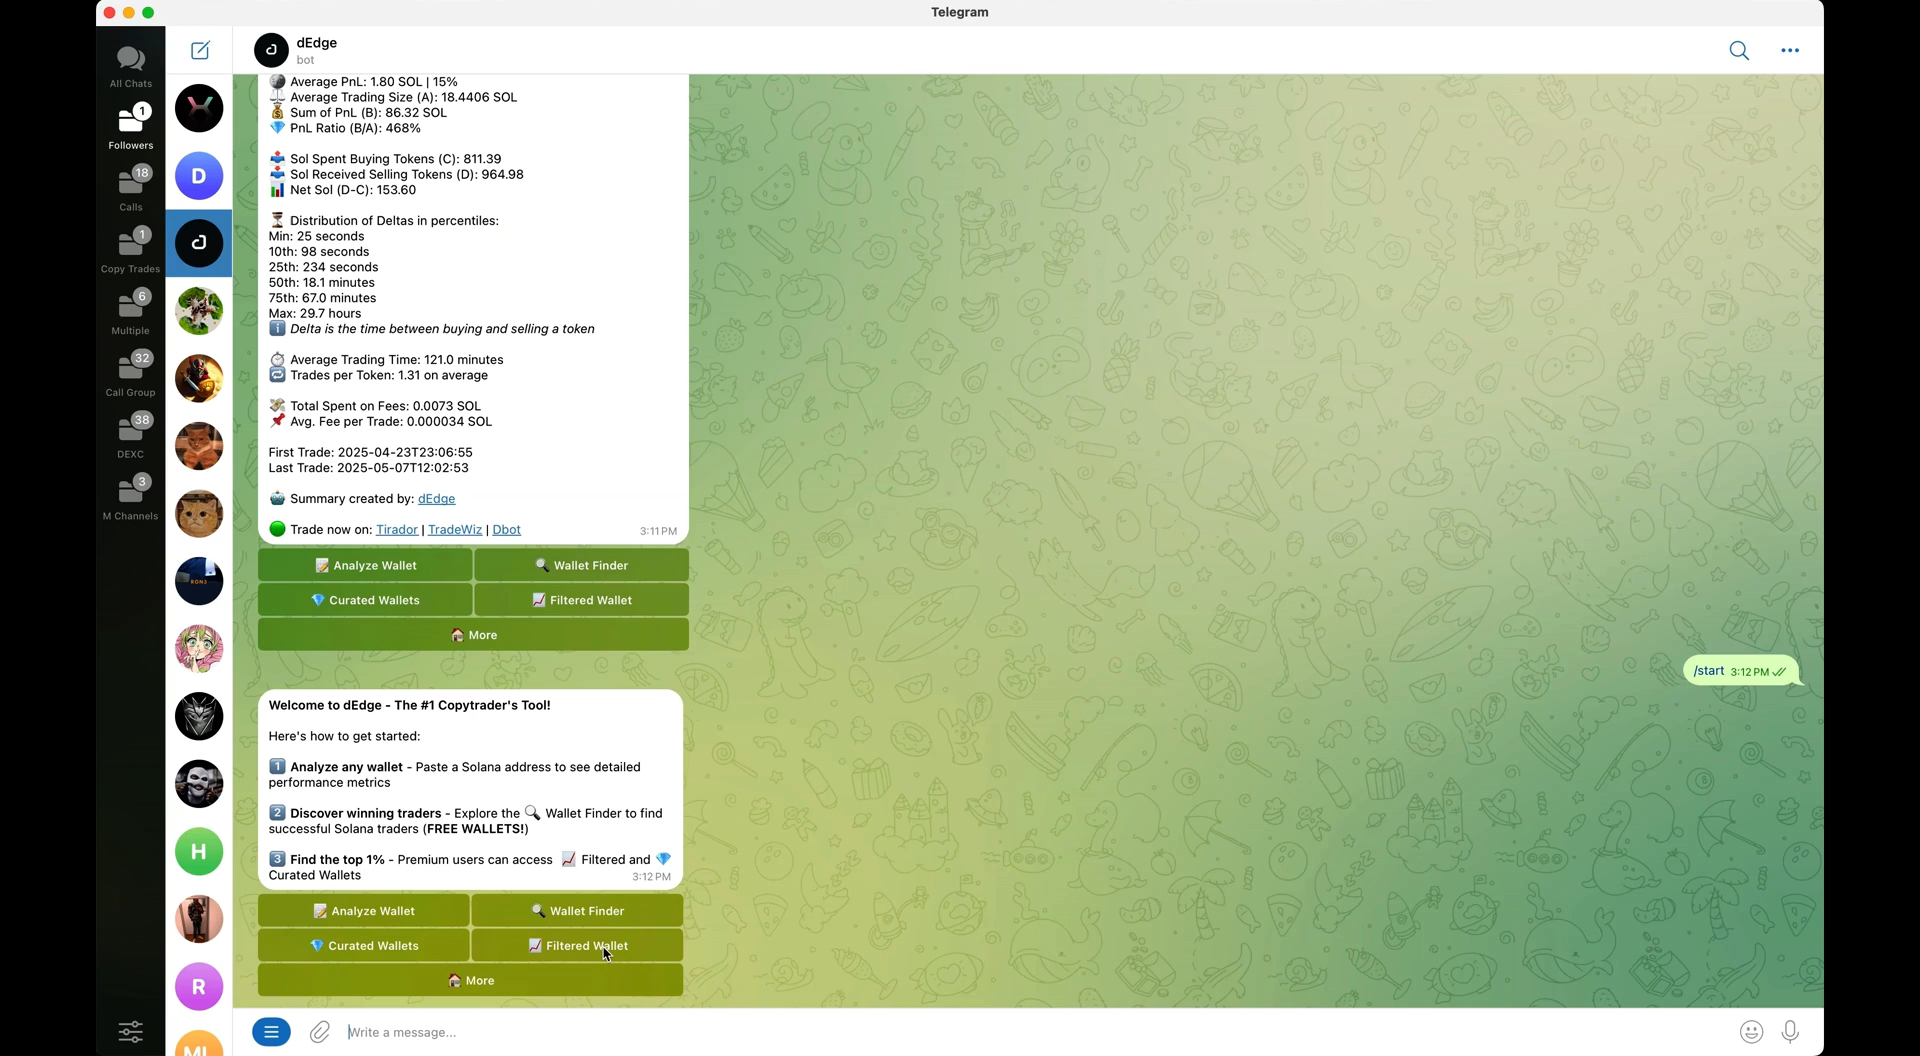 Telegram
All Chats
1
Followers
18
Calls
1
Copy Trades
6
Multiple
32
Call Group
38
DEXC
3
M Channels
D
RON3
H
R
dEdge
bot
Average PnL: 1.80 SOL | 15%
Average Trading Size (A): 18.4406 SOL
Sum of PnL (B): 86.32 SOL
PnL Ratio (B/A): 468%
Sol Spent Buying Tokens (C): 811.39
Sol Received Selling Tokens (D): 964.98
Net Sol (D-C): 153.60
Distribution of Deltas in percentiles:
Min: 25 seconds
10th: 98 seconds
25th: 234 seconds
50th: 18.1 minutes
75th: 67.0 minutes
Max: 29.7 hours
Delta is the time between buying and selling a token
Average Trading Time: 121.0 minutes
Trades per Token: 1.31 on average
Total Spent on Fees: 0.0073 SOL
Avg. Fee per Trade: 0.000034 SOL
First Trade: 2025-04-23T23:06:55
Last Trade: 2025-05-07T12:02:53
Summary created by: dEdge
Trade now on: Tirador | TradeWiz | Dbot
3:11 PM
Analyze Wallet
Wallet Finder
Curated Wallets
Filtered Wallet
More
/start 3:12 PM
Welcome to dEdge - The #1 Copytrader's Tool!
Here's how to get started:
1 Analyze any wallet - Paste a Solana address to see detailed
performance metrics
2 Discover winning traders - Explore the Wallet Finder to find
successful Solana traders (FREE WALLETS!)
3 Find the top 1% - Premium users can access Filtered and
Curated Wallets
3:12 PM
Analyze Wallet
Wallet Finder
Curated Wallets
Filtered Wallet
More
Write a message...